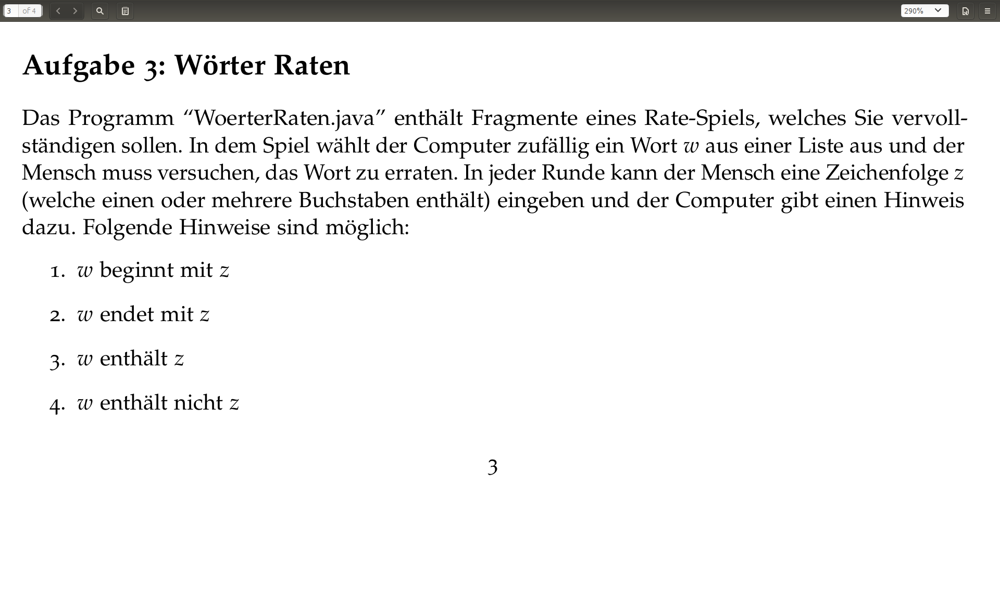 3 of 4
290%
Aufgabe 3: Wörter Raten
Das Programm “WoerterRaten.java” enthält Fragmente eines Rate-Spiels, welches Sie vervoll-
ständigen sollen. In dem Spiel wählt der Computer zufällig ein Wort w aus einer Liste aus und der
Mensch muss versuchen, das Wort zu erraten. In jeder Runde kann der Mensch eine Zeichenfolge z
(welche einen oder mehrere Buchstaben enthält) eingeben und der Computer gibt einen Hinweis
dazu. Folgende Hinweise sind möglich:
1. w beginnt mit z
2. w endet mit z
3. w enthält z
4. w enthält nicht z
3